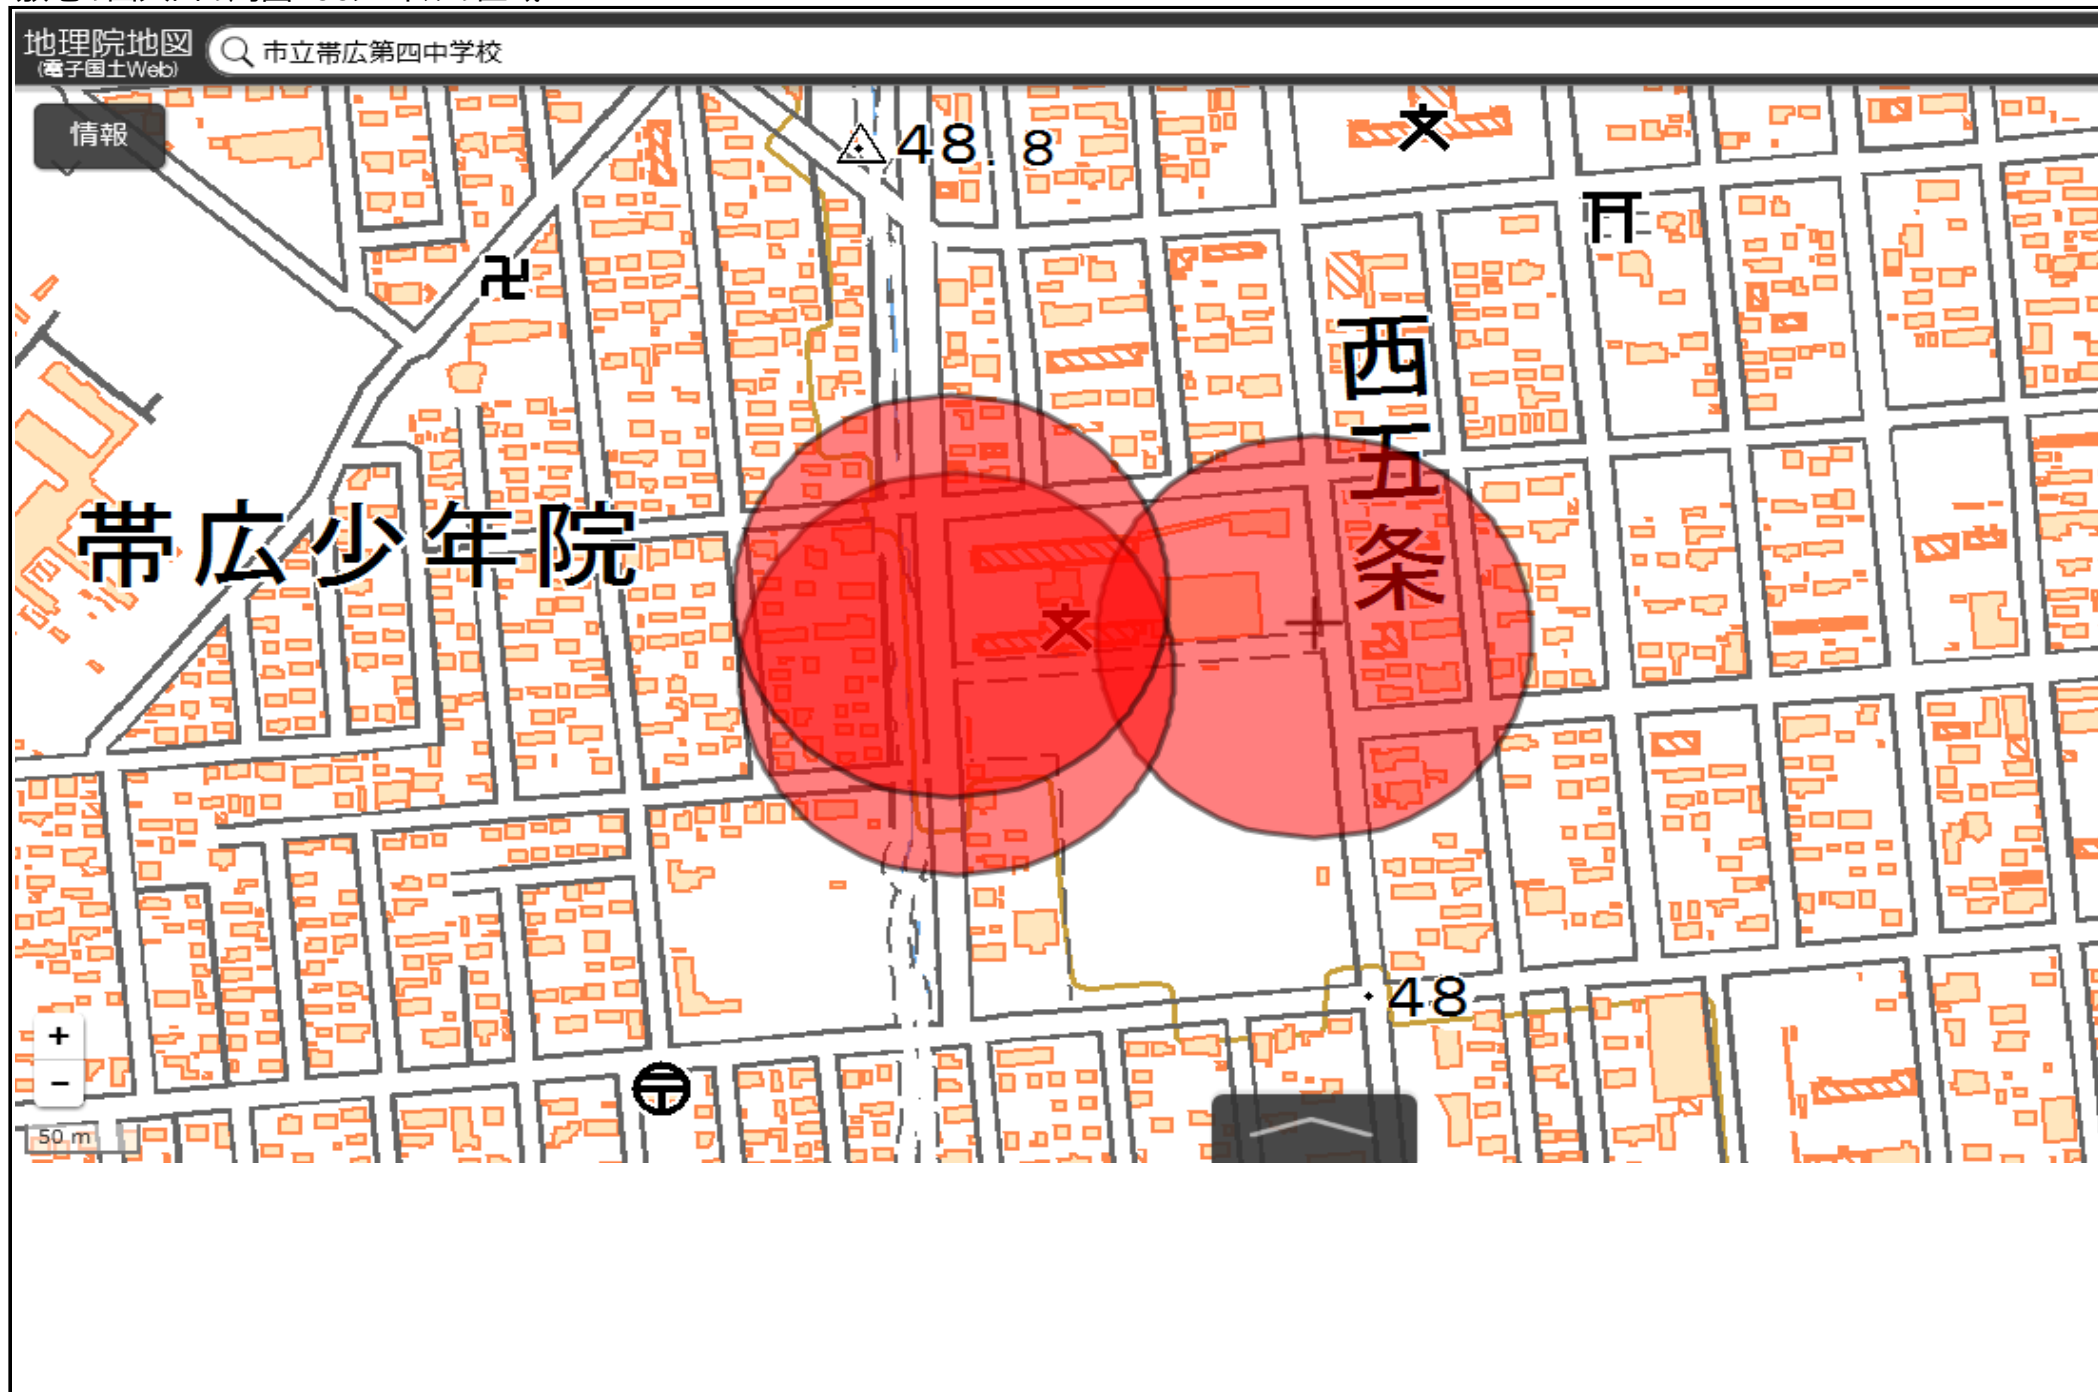 地理院地図
(電子国土Web)
市立帯広第四中学校
情報
48.8
西五条
帯広少年院
48
+
−
50 m